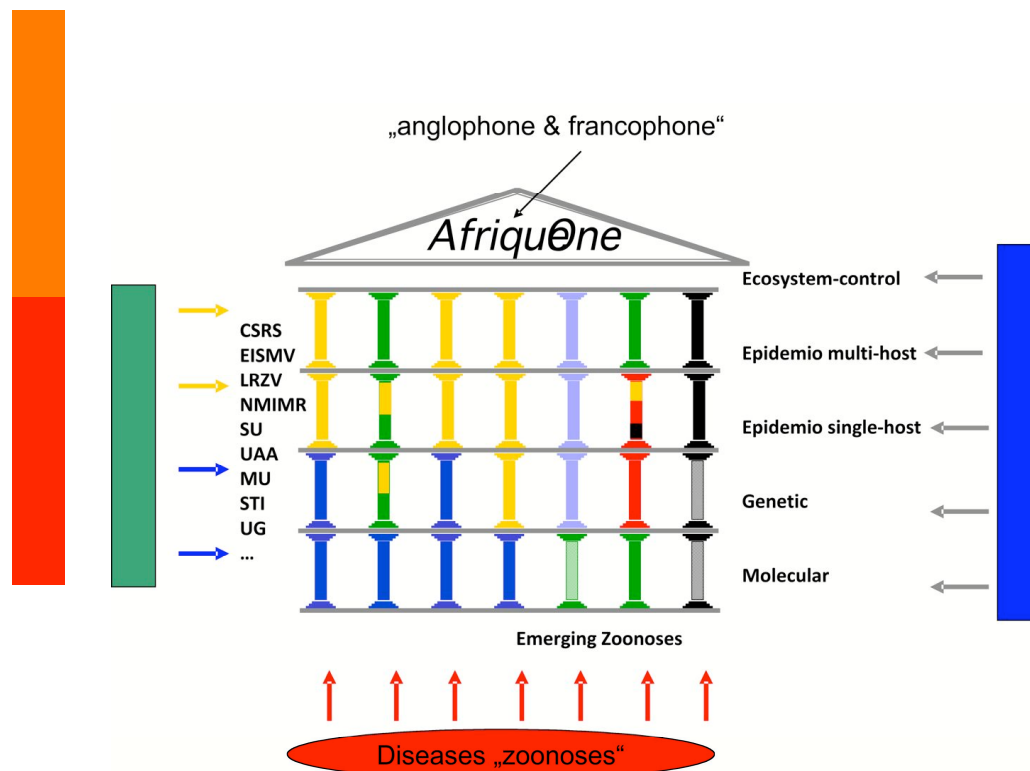 „anglophone & francophone“
AfriqueOne
Ecosystem-control
CSRS
EISMV
Epidemio multi-host
LRZV
NMIMR
SU
Epidemio single-host
UAA
MU
STI
Genetic
UG
...
Molecular
Emerging Zoonoses
Diseases „zoonoses“